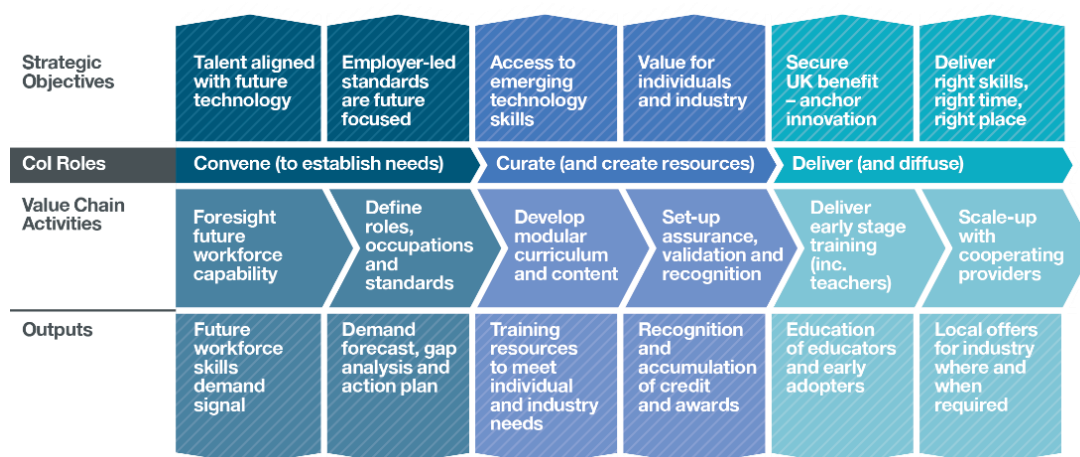 Strategic
Objectives
Talent aligned
with future
technology
Employer-led
standards
are future
focused
Access to
emerging
technology
skills
Value for
individuals
and industry
Secure
UK benefit
– anchor
innovation
Deliver
right skills,
right time,
right place
CoI Roles
Convene (to establish needs)
Curate (and create resources)
Deliver (and diffuse)
Value Chain
Activities
Foresight
future
workforce
capability
Define
roles,
occupations
and
standards
Develop
modular
curriculum
and content
Set-up
assurance,
validation and
recognition
Deliver
early stage
training
(inc.
teachers)
Scale-up
with
cooperating
providers
Outputs
Future
workforce
skills
demand
signal
Demand
forecast, gap
analysis and
action plan
Training
resources
to meet
individual
and industry
needs
Recognition
and
accumulation
of credit
and awards
Education
of educators
and early
adopters
Local offers
for industry
where and
when
required